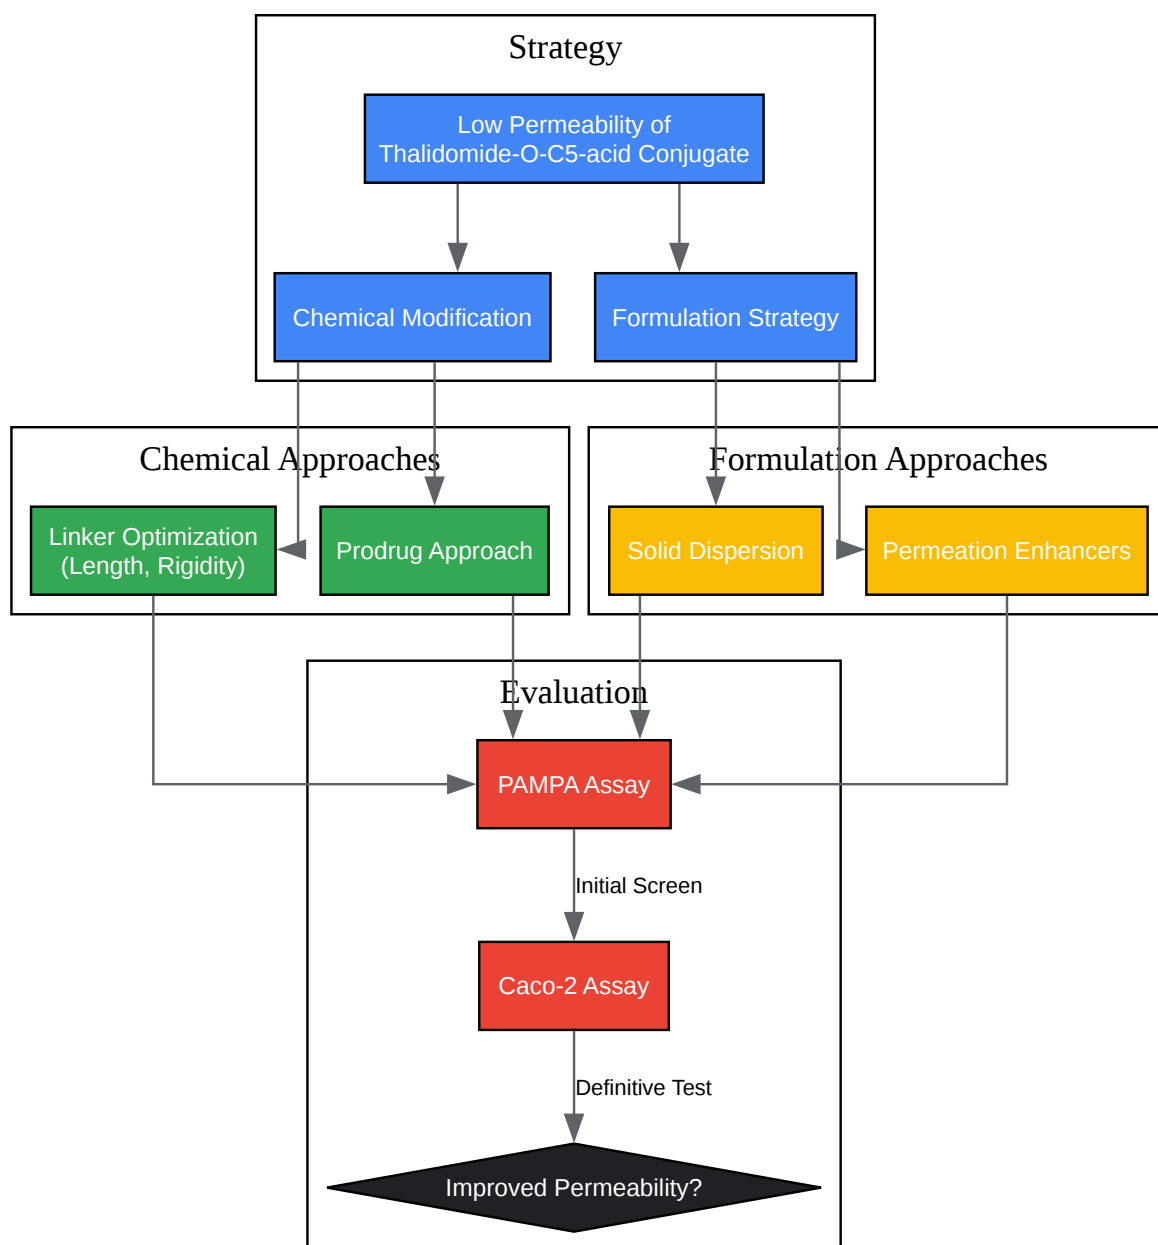 Strategy
Low Permeability of
Thalidomide-O-C5-acid Conjugate
Chemical Modification
Formulation Strategy
Chemical Approaches
Formulation Approaches
Linker Optimization
(Length, Rigidity)
Prodrug Approach
Solid Dispersion
Permeation Enhancers
Evaluation
PAMPA Assay
Initial Screen
Caco-2 Assay
Definitive Test
Improved Permeability?